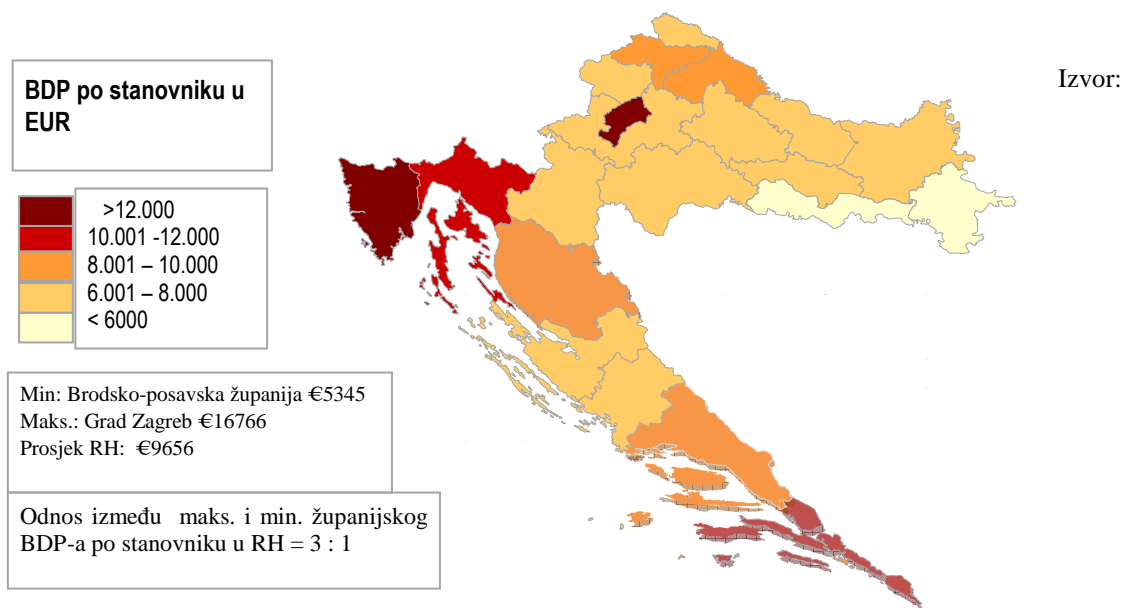 BDP po stanovniku u
EUR
Izvor:
>12.000
10.001 -12.000
8.001 – 10.000
6.001 – 8.000
< 6000
Min: Brodsko-posavska županija €5345
Maks.: Grad Zagreb €16766
Prosjek RH: €9656
Odnos između maks. i min. županijskog
BDP-a po stanovniku u RH = 3 : 1